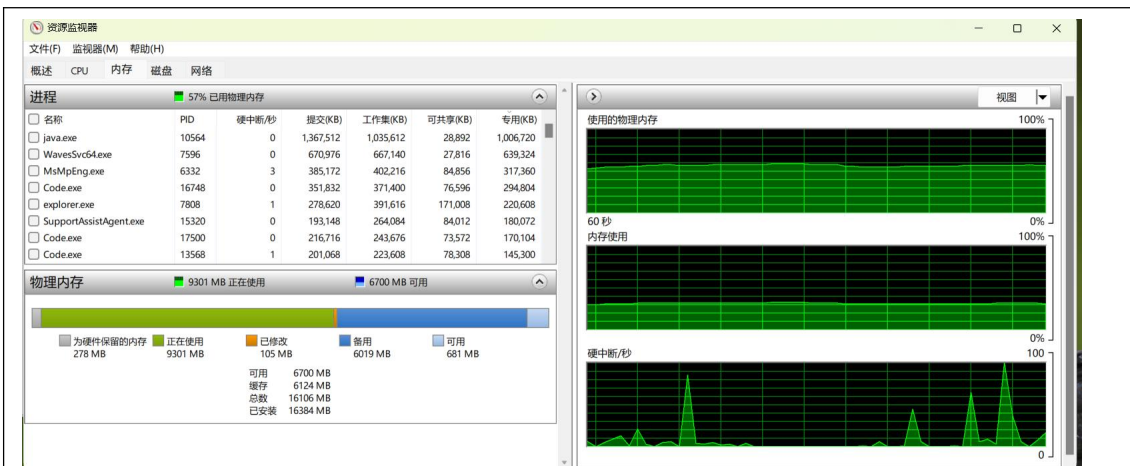 资源监视器
文件(F) 监视器(M) 帮助(H)
概述 CPU 内存 磁盘 网络
进程 57% 已用物理内存
名称 PID 硬中断/秒 提交(KB) 工作集(KB) 可共享(KB) 专用(KB)
java.exe 10564 0 1,367,512 1,035,612 28,892 1,006,720
WavesSvc64.exe 7596 0 670,976 667,140 27,816 639,324
MsMpEng.exe 6332 3 385,172 402,216 84,856 317,360
Code.exe 16748 0 351,832 371,400 76,596 294,804
explorer.exe 7808 1 278,620 391,616 171,008 220,608
SupportAssistAgent.exe 15320 0 193,148 264,084 84,012 180,072
Code.exe 17500 0 216,716 243,676 73,572 170,104
Code.exe 13568 1 201,068 223,608 78,308 145,300
物理内存 9301 MB 正在使用 6700 MB 可用
为硬件保留的内存 正在使用 已修改 备用 可用
278 MB 9301 MB 105 MB 6019 MB 681 MB
可用 6700 MB
缓存 6124 MB
总数 16106 MB
已安装 16384 MB
视图
使用的物理内存 100%
60 秒 0%
内存使用 100%
0%
硬中断/秒 100
0